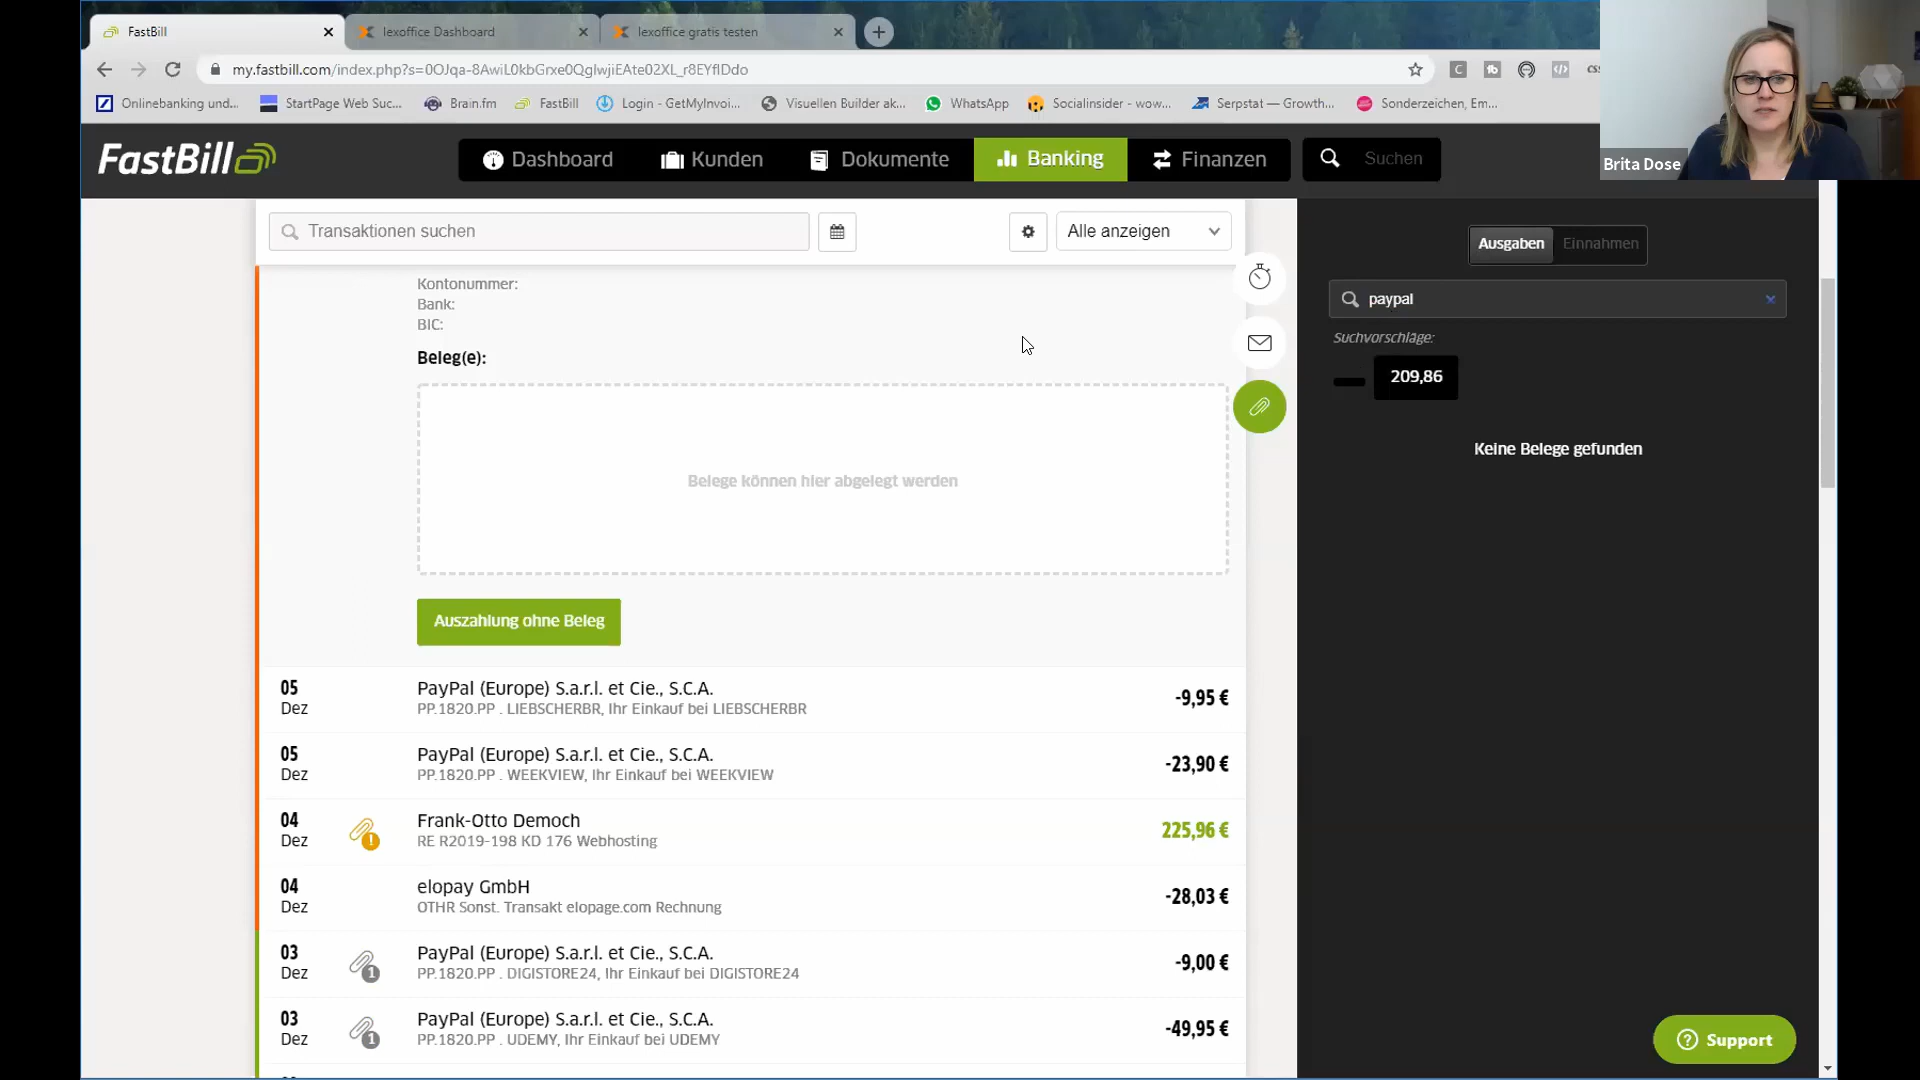 FastBill
lexoffice Dashboard
lexoffice gratis testen
Onlinebanking und...
StartPage Web Suc...
Brain.fm
FastBill
Login - GetMyInvoi...
Visuellen Builder ak...
WhatsApp
Socialinsider - wow...
Serpstat — Growth...
Sonderzeichen, Em...
Brita Dose
FastBill
Dashboard
Kunden
Dokumente
Banking
Finanzen
Suchen
Transaktionen suchen
Alle anzeigen
Ausgaben
Einnahmen
paypal
Suchvorschläge:
209,86
Keine Belege gefunden
Kontonummer:
Bank:
BIC:
Beleg(e):
Belege können hier abgelegt werden
Auszahlung ohne Beleg
05 Dez
PayPal (Europe) S.a.r.l. et Cie., S.C.A.
PP.1820.PP . LIEBSCHERBR, Ihr Einkauf bei LIEBSCHERBR
-9,95 €
05 Dez
PayPal (Europe) S.a.r.l. et Cie., S.C.A.
PP.1820.PP . WEEKVIEW, Ihr Einkauf bei WEEKVIEW
-23,90 €
04 Dez
Frank-Otto Democh
RE R2019-198 KD 176 Webhosting
225,96 €
04 Dez
elopay GmbH
OTHR Sonst. Transakt elopage.com Rechnung
-28,03 €
03 Dez
1
PayPal (Europe) S.a.r.l. et Cie., S.C.A.
PP.1820.PP . DIGISTORE24, Ihr Einkauf bei DIGISTORE24
-9,00 €
03 Dez
1
PayPal (Europe) S.a.r.l. et Cie., S.C.A.
PP.1820.PP . UDEMY, Ihr Einkauf bei UDEMY
-49,95 €
Support